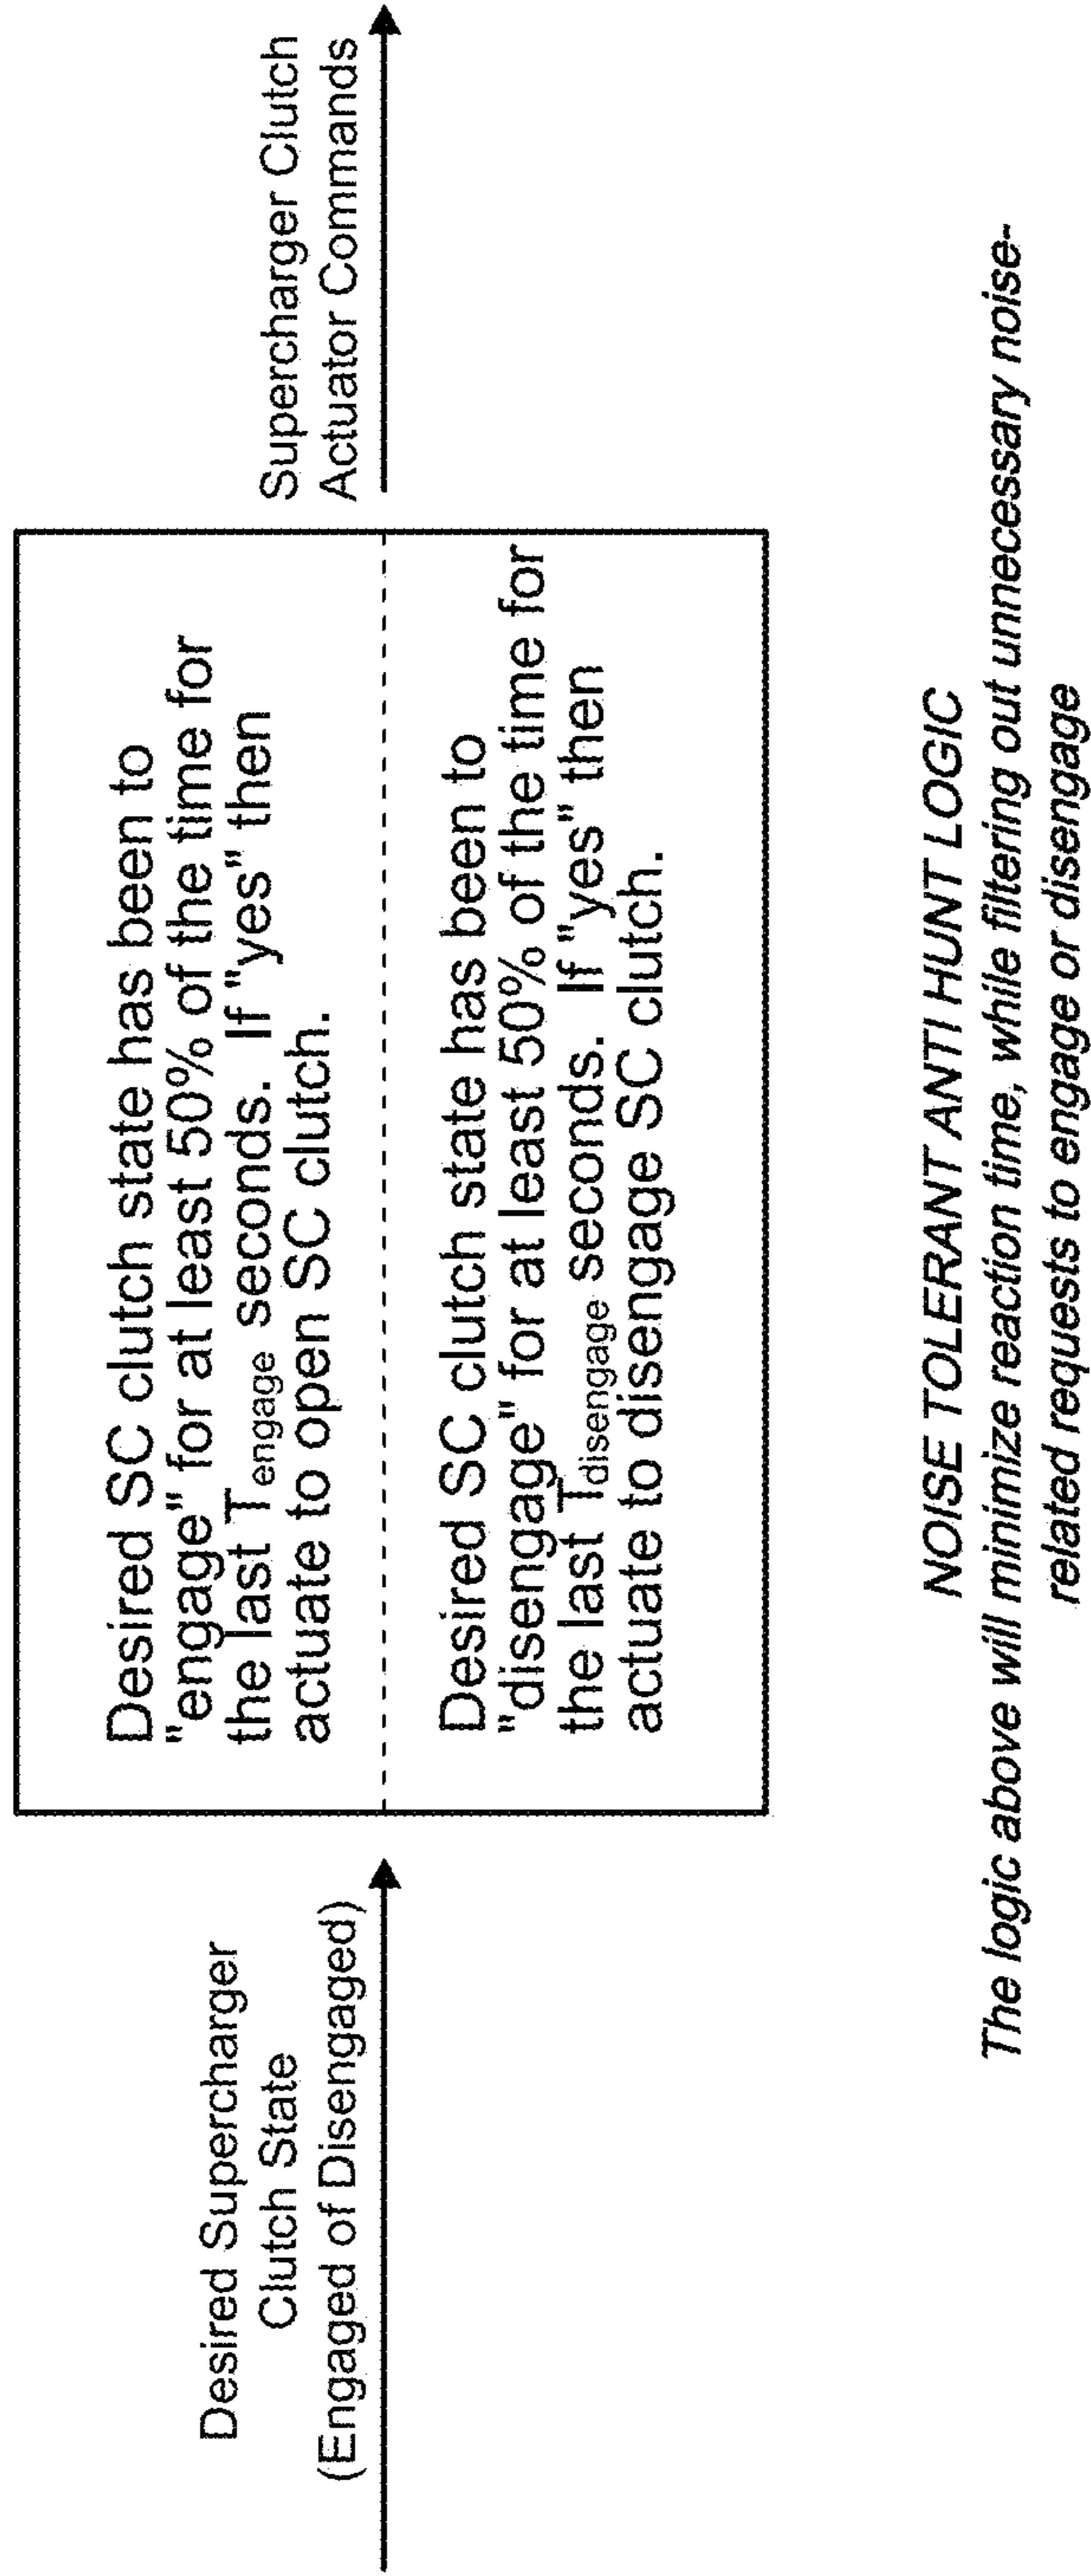 Desired Supercharger
Clutch State
(Engaged of Disengaged)
Desired SC clutch state has been to
"engage" for at least 50% of the time for
the last Tengage seconds. If "yes" then
actuate to open SC clutch.
Desired SC clutch state has been to
"disengage" for at least 50% of the time for
the last Tdisengage seconds. If "yes" then
actuate to disengage SC clutch.
Supercharger Clutch
Actuator Commands
NOISE TOLERANT ANTI HUNT LOGIC
The logic above will minimize reaction time, while filtering out unnecessary noise-
related requests to engage or disengage